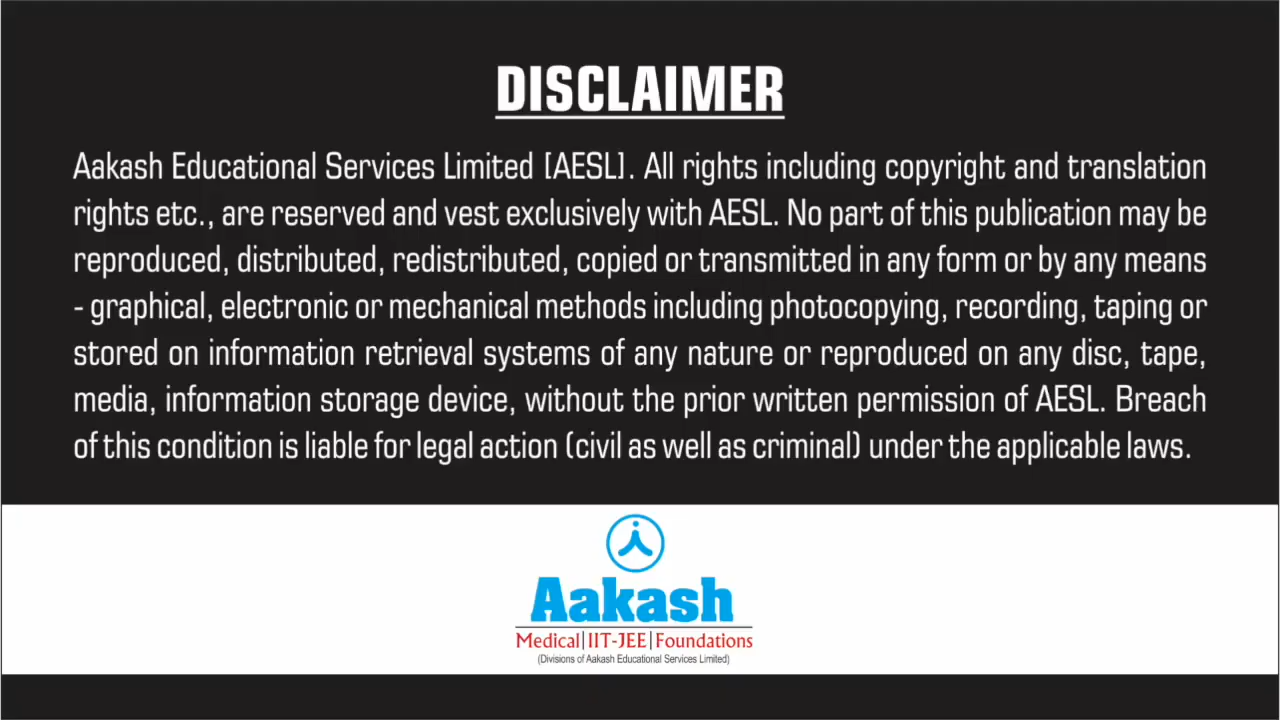 DISCLAIMER
Aakash Educational Services Limited [AESL]. All rights including copyright and translation
rights etc., are reserved and vest exclusively with AESL. No part of this publication may be
reproduced, distributed, redistributed, copied or transmitted in any form or by any means
- graphical, electronic or mechanical methods including photocopying, recording, taping or
stored on information retrieval systems of any nature or reproduced on any disc, tape,
media, information storage device, without the prior written permission of AESL. Breach
of this condition is liable for legal action (civil as well as criminal) under the applicable laws.
Aakash
Medical|IIT-JEE|Foundations
(Divisions of Aakash Educational Services Limited)